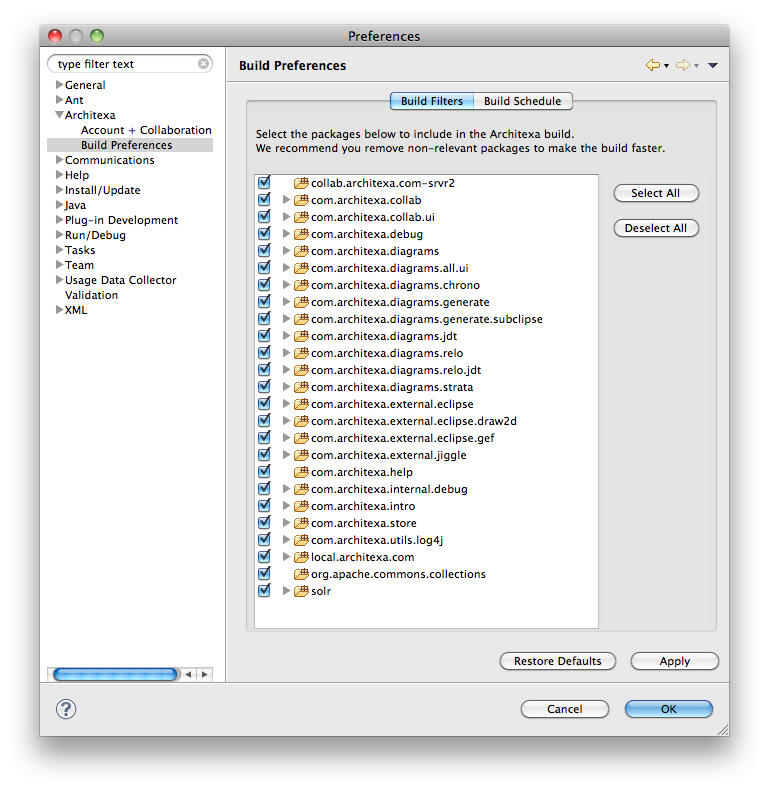 Preferences
type filter text
General
Ant
Architexa
Account + Collaboration
Build Preferences
Communications
Help
Install/Update
Java
Plug-in Development
Run/Debug
Tasks
Team
Usage Data Collector
Validation
XML
Build Preferences
Build Filters
Build Schedule
Select the packages below to include in the Architexa build.
We recommend you remove non-relevant packages to make the build faster.
collab.architexa.com-srvr2
com.architexa.collab
com.architexa.collab.ui
com.architexa.debug
com.architexa.diagrams
com.architexa.diagrams.all.ui
com.architexa.diagrams.chrono
com.architexa.diagrams.generate
com.architexa.diagrams.generate.subclipse
com.architexa.diagrams.jdt
com.architexa.diagrams.relo
com.architexa.diagrams.relo.jdt
com.architexa.diagrams.strata
com.architexa.external.eclipse
com.architexa.external.eclipse.draw2d
com.architexa.external.eclipse.gef
com.architexa.external.jiggle
com.architexa.help
com.architexa.internal.debug
com.architexa.intro
com.architexa.store
com.architexa.utils.log4j
local.architexa.com
org.apache.commons.collections
solr
Select All
Deselect All
Restore Defaults
Apply
?
Cancel
OK